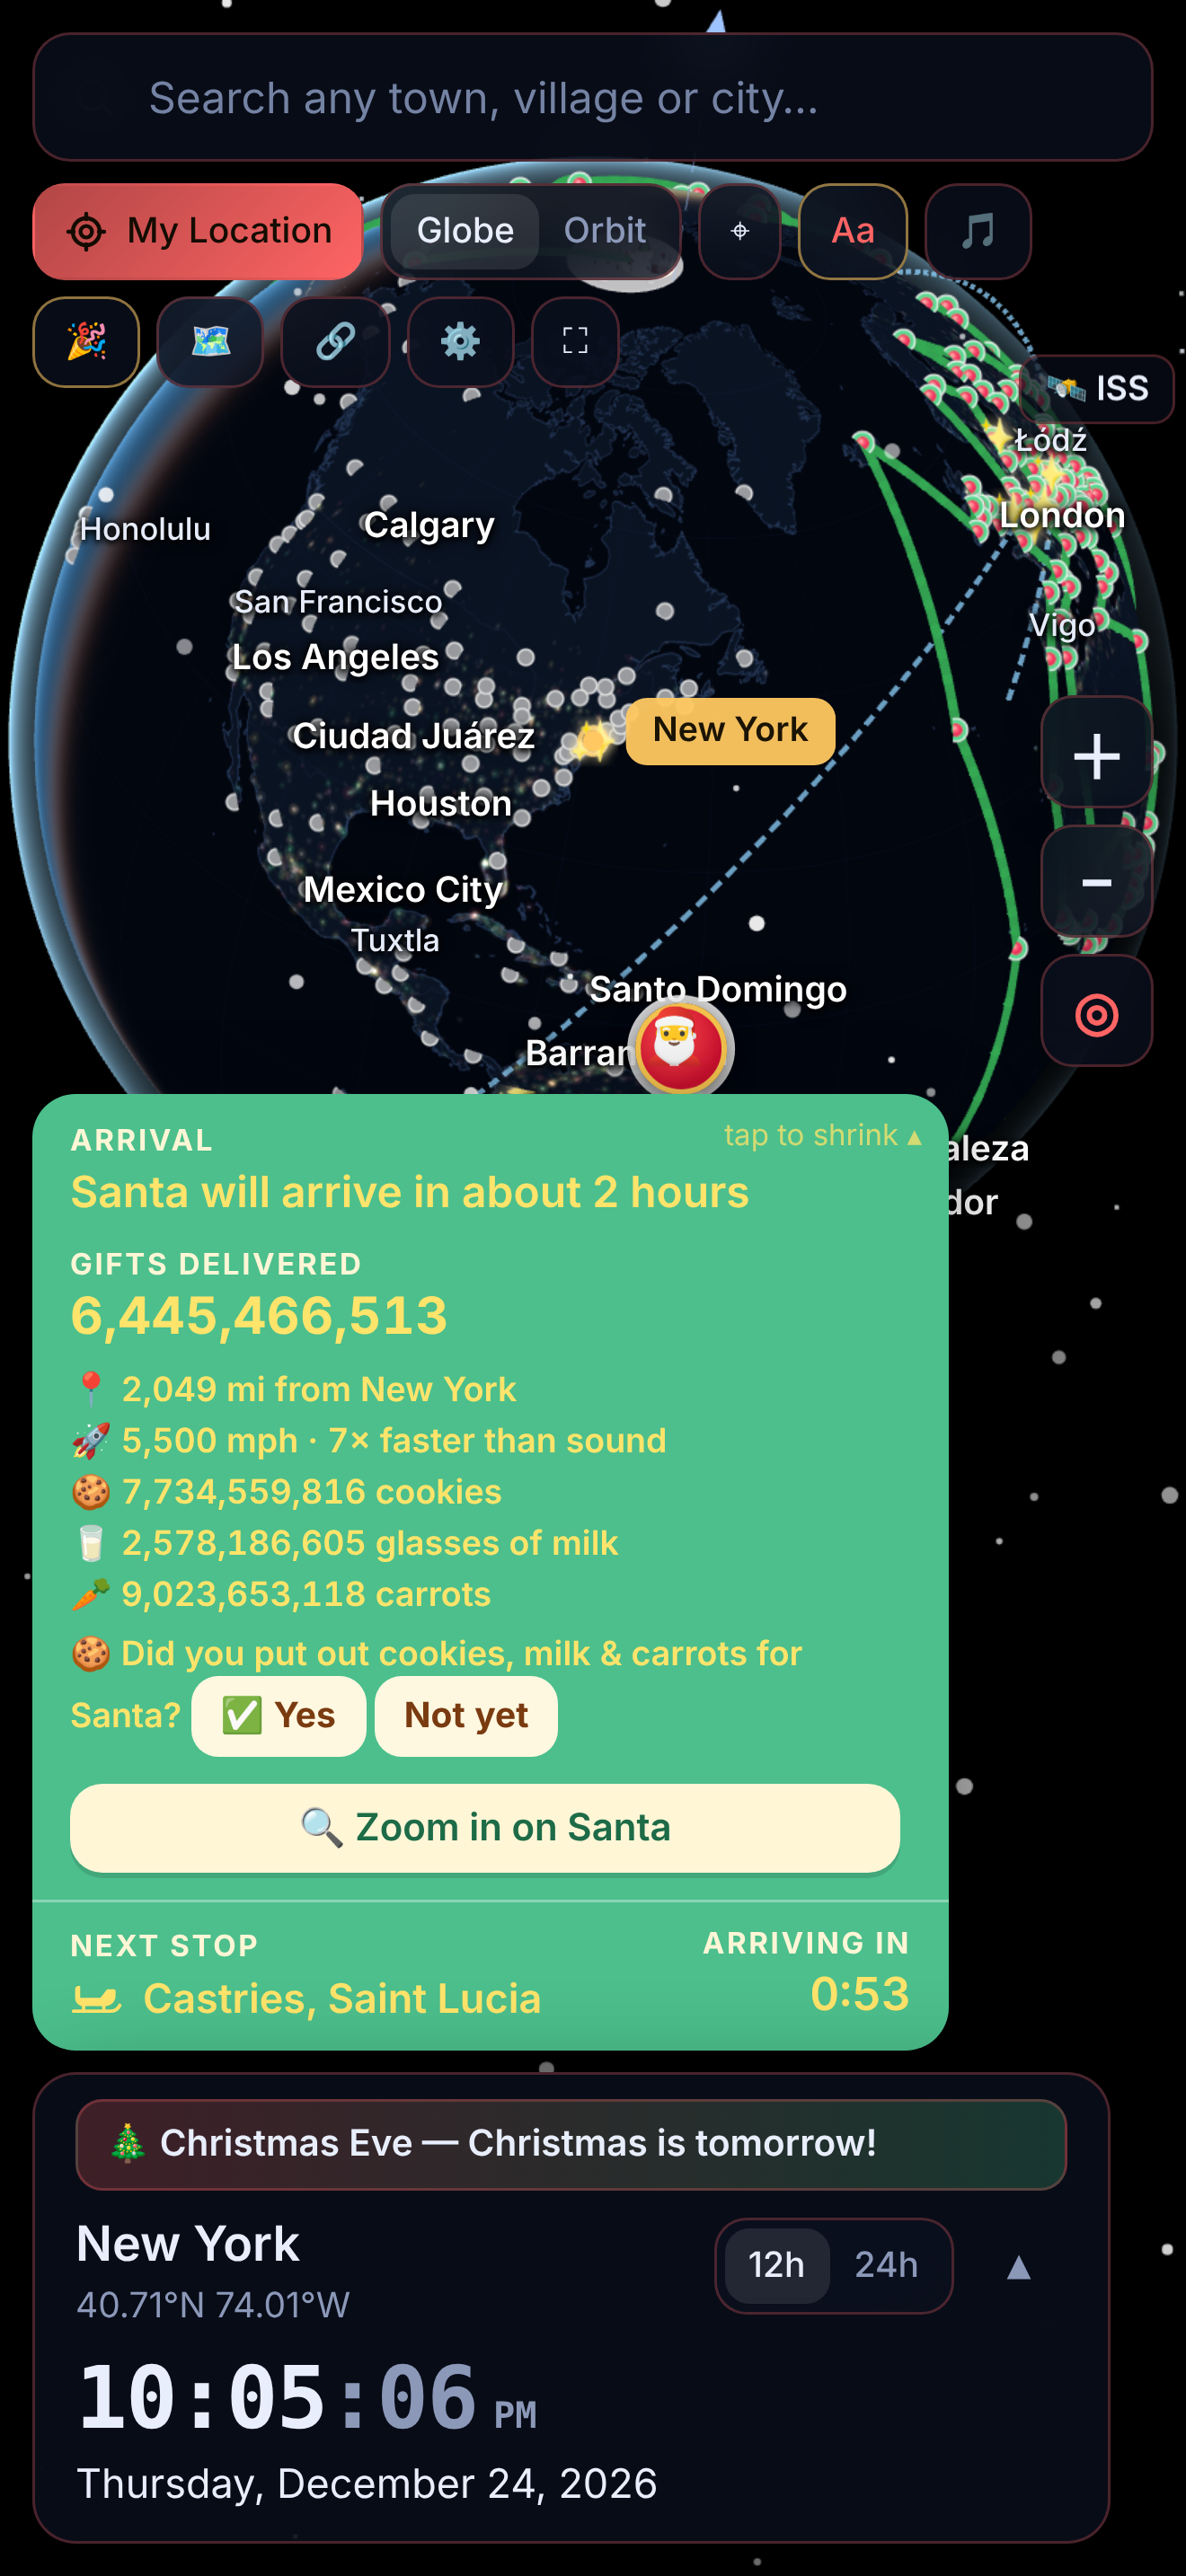 Search any town, village or city...
My Location
Globe
Orbit
Aa
ISS
Łódź
London
Honolulu
Calgary
San Francisco
Vigo
Los Angeles
New York
Ciudad Juárez
Houston
Mexico City
Tuxtla
Santo Domingo
Barran
aleza
dor
ARRIVAL
tap to shrink ▴
Santa will arrive in about 2 hours
GIFTS DELIVERED
6,445,466,513
2,049 mi from New York
5,500 mph · 7× faster than sound
7,734,559,816 cookies
2,578,186,605 glasses of milk
9,023,653,118 carrots
Did you put out cookies, milk & carrots for
Santa? Yes Not yet
Zoom in on Santa
NEXT STOP
ARRIVING IN
Castries, Saint Lucia
0:53
Christmas Eve — Christmas is tomorrow!
New York
12h 24h
40.71°N 74.01°W
10:05:06 PM
Thursday, December 24, 2026